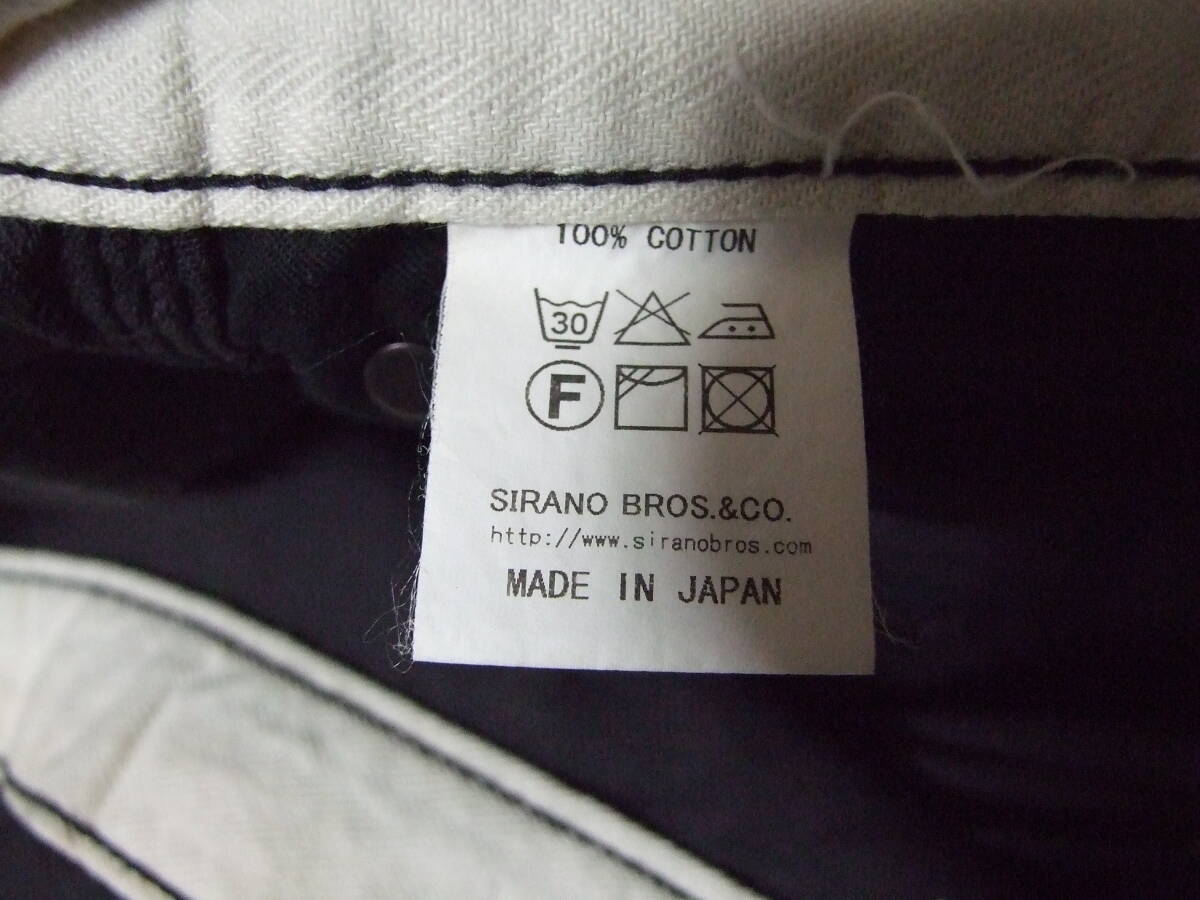 100% COTTON
30
F
SIRANO BROS.&CO.
http://www.siranobros.com
MADE IN JAPAN